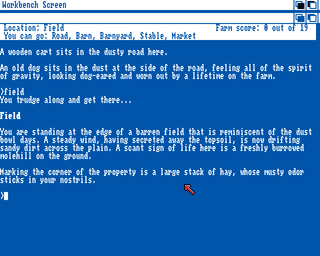 Workbench Screen
Location: Field Farm score: 0 out of 19
You can go: Road, Barn, Barnyard, Stable, Market
A wooden cart sits in the dusty road here.
An old dog sits in the dust at the side of the road, feeling all of the spirit
of gravity, looking dog-eared and worn out by a lifetime on the farm.
>field
You trudge along and get there...
Field
You are standing at the edge of a barren field that is reminiscent of the dust
bowl days. A steady wind, having secreted away the topsoil, is now drifting
sandy dirt across the plain. A scant sign of life here is a freshly burrowed
molehill on the ground.
Marking the corner of the property is a large stack of hay, whose musty odor
sticks in your nostrils.
>